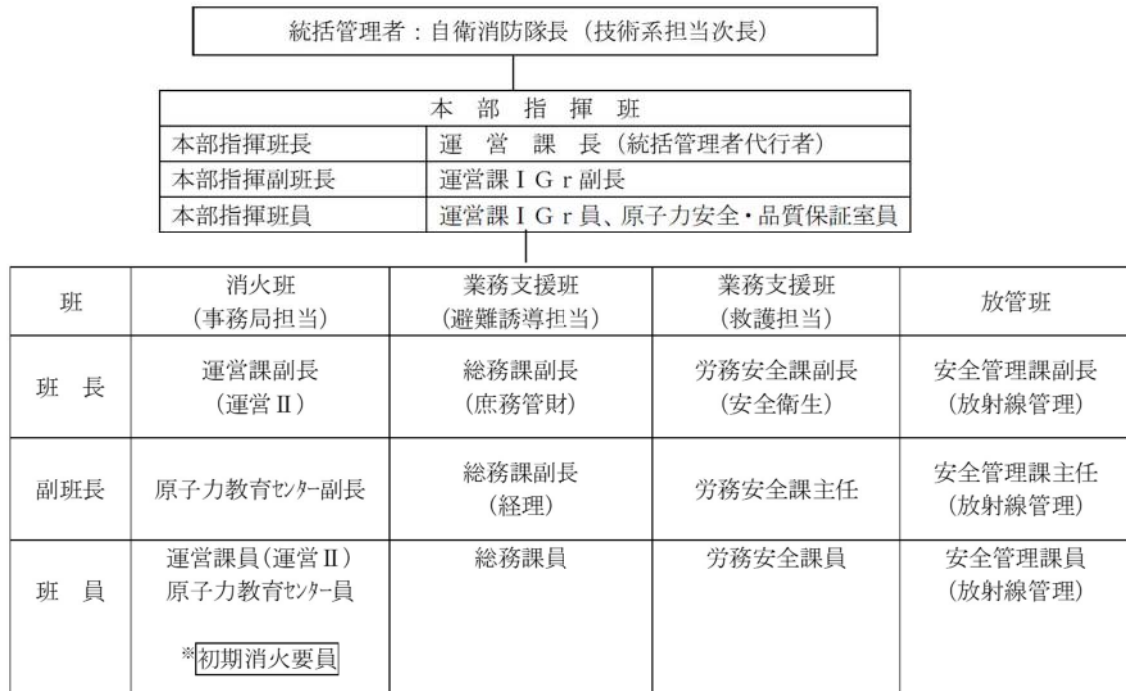 統括管理者：自衛消防隊長（技術系担当次長）
本 部 指 揮 班
本部指揮班長 運 営 課 長（統括管理者代行者）
本部指揮副班長 運営課ＩＧｒ副長
本部指揮班員 運営課ＩＧｒ員、原子力安全・品質保証室員
班 消火班 業務支援班 業務支援班 放管班
(事務局担当) (避難誘導担当) (救護担当)
班 長 運営課副長 総務課副長 労務安全課副長 安全管理課副長
(運営Ⅱ) (庶務管財) (安全衛生) (放射線管理)
副班長 原子力教育ｾﾝﾀｰ副長 総務課副長 労務安全課主任 安全管理課主任
(経理) (放射線管理)
班 員 運営課員(運営Ⅱ) 総務課員 労務安全課員 安全管理課員
原子力教育ｾﾝﾀｰ員 (放射線管理)
※初期消火要員